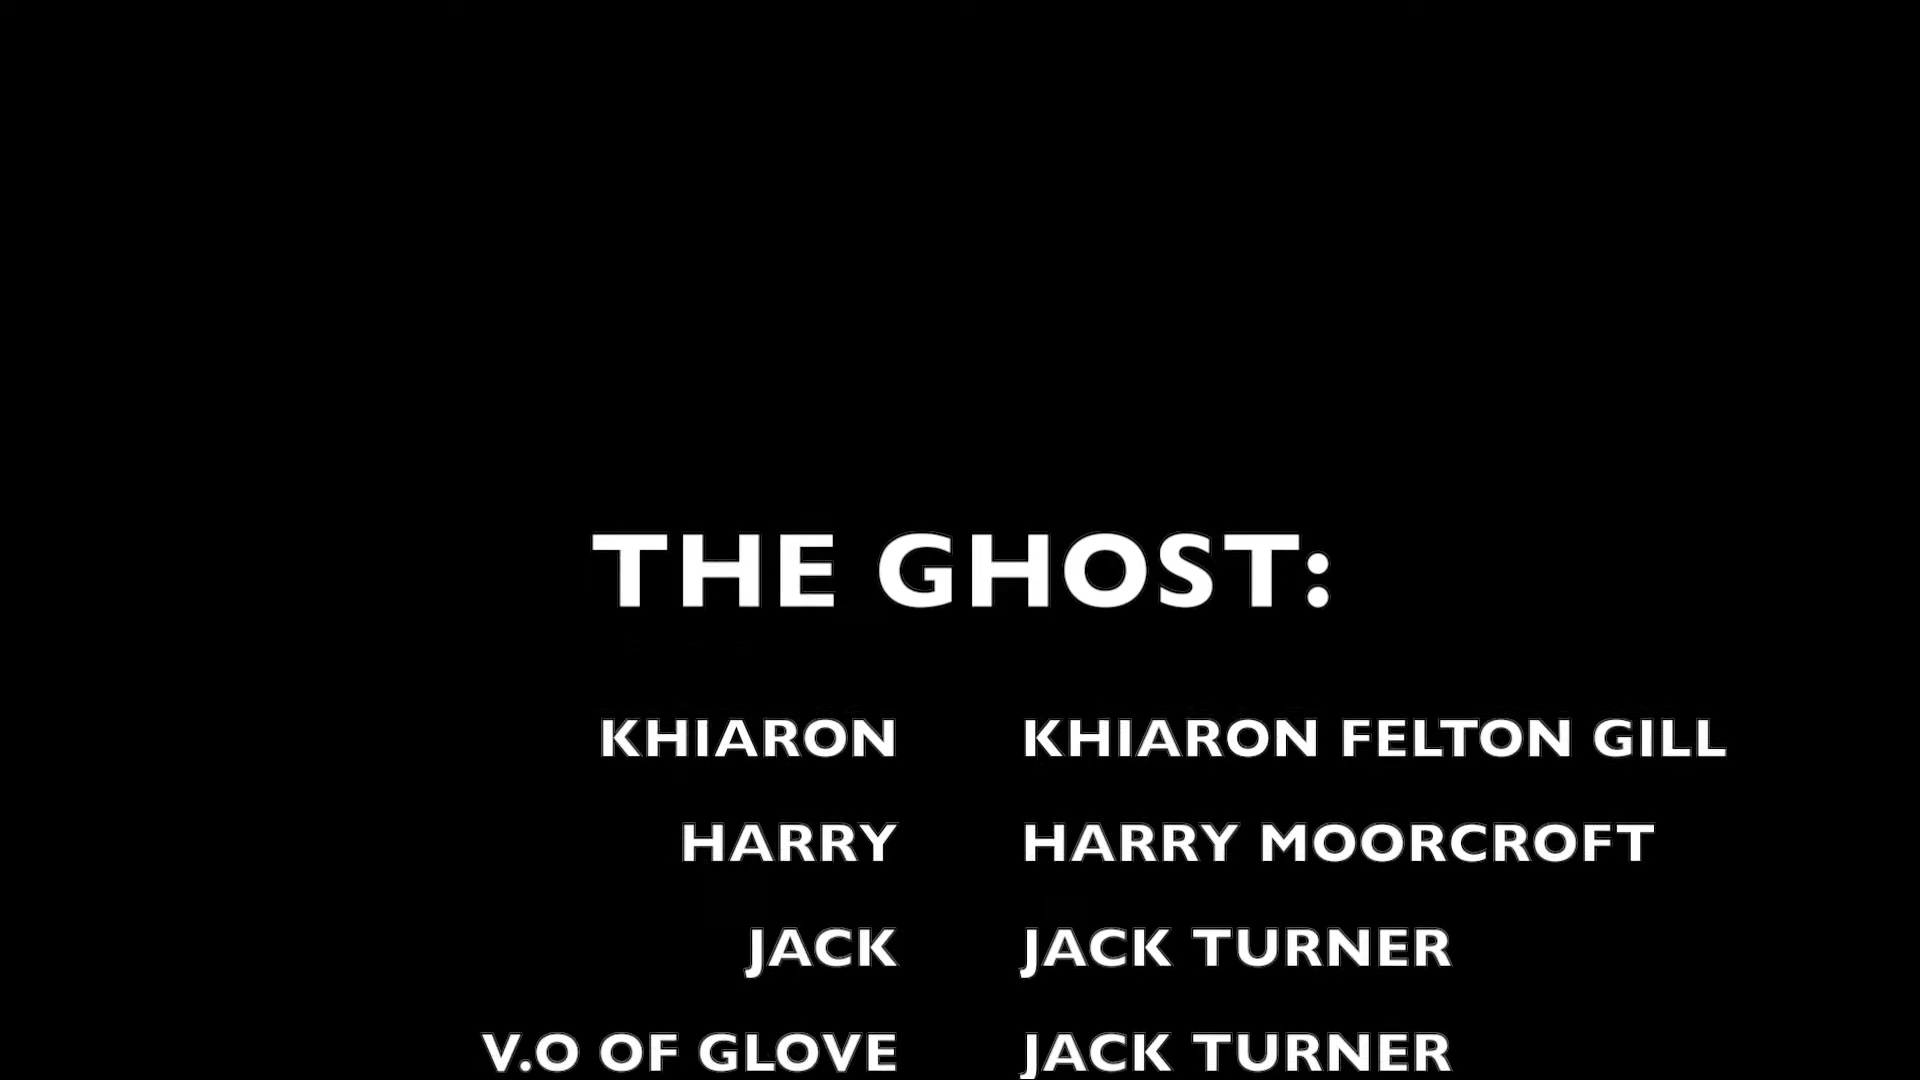 THE GHOST:
KHIARON KHIARON FELTON GILL
HARRY HARRY MOORCROFT
JACK JACK TURNER
V.O OF GLOVE JACK TURNER